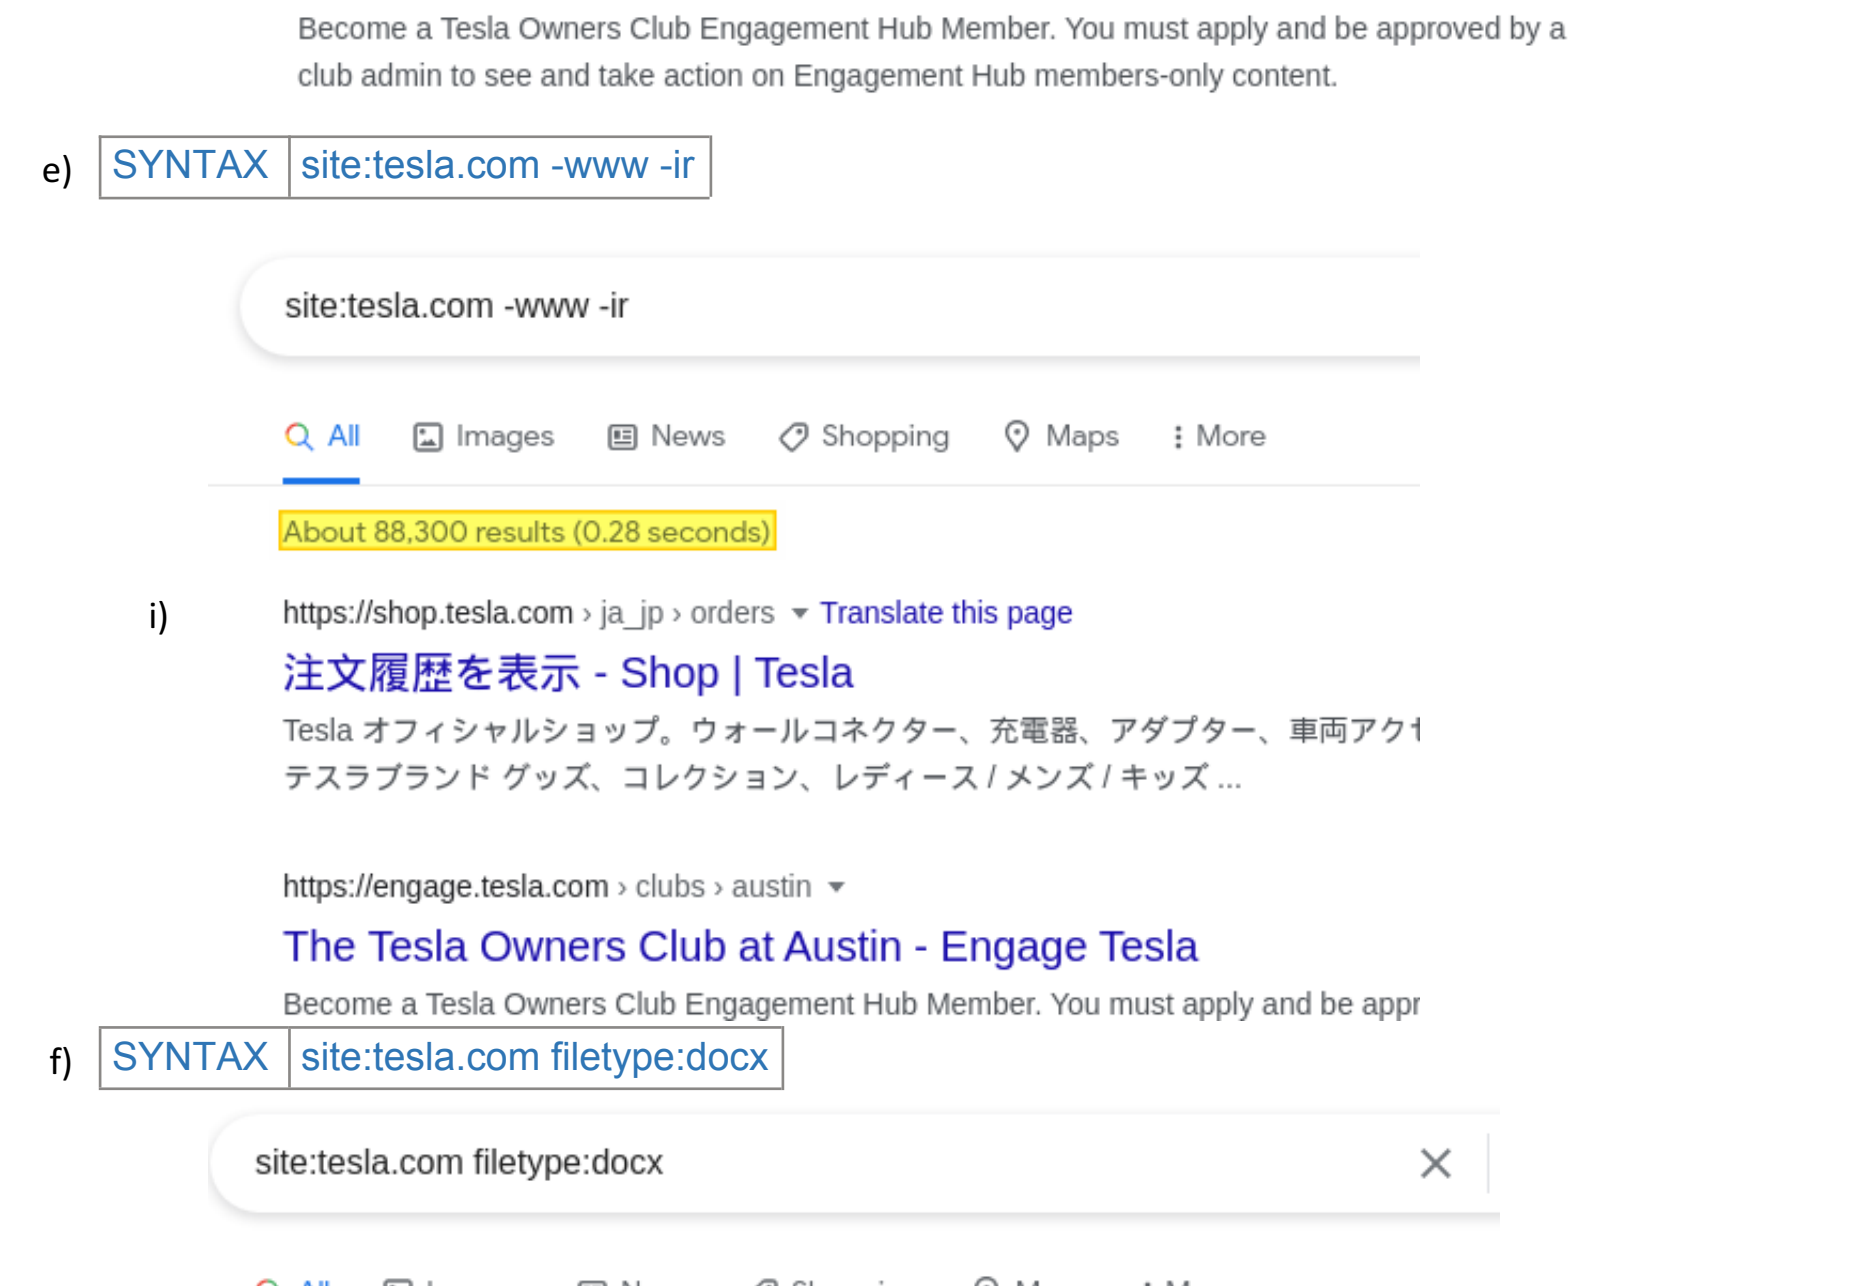 Become a Tesla Owners Club Engagement Hub Member. You must apply and be approved by a
club admin to see and take action on Engagement Hub members-only content.
e) SYNTAX site:tesla.com -www -ir
site:tesla.com -www -ir
All Images News Shopping Maps More
About 88,300 results (0.28 seconds)
i) https://shop.tesla.com › ja_jp › orders Translate this page
注文履歴を表示 - Shop | Tesla
Tesla オフィシャルショップ。ウォールコネクター、充電器、アダプター、車両アクセ
テスラブランド グッズ、コレクション、レディース / メンズ / キッズ ...
https://engage.tesla.com › clubs › austin
The Tesla Owners Club at Austin - Engage Tesla
Become a Tesla Owners Club Engagement Hub Member. You must apply and be appr
f) SYNTAX site:tesla.com filetype:docx
site:tesla.com filetype:docx
All